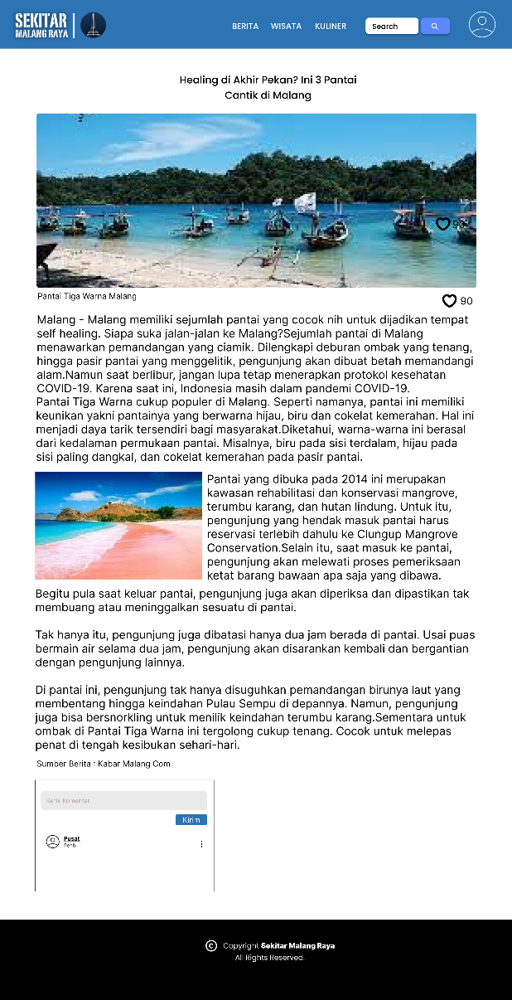 SEKITAR
MALANG RAYA
BERITA WISATA KULINER Search
Healing di Akhir Pekan? Ini 3 Pantai
Cantik di Malang
90
Pantai Tiga Warna Malang
90
Malang - Malang memiliki sejumlah pantai yang cocok nih untuk dijadikan tempat
self healing. Siapa suka jalan-jalan ke Malang?Sejumlah pantai di Malang
menawarkan pemandangan yang ciamik. Dilengkapi deburan ombak yang tenang,
hingga pasir pantai yang menggelitik, pengunjung akan dibuat betah memandangi
alam.Namun saat berlibur, jangan lupa tetap menerapkan protokol kesehatan
COVID-19. Karena saat ini, Indonesia masih dalam pandemi COVID-19.
Pantai Tiga Warna cukup populer di Malang. Seperti namanya, pantai ini memiliki
keunikan yakni pantainya yang berwarna hijau, biru dan cokelat kemerahan. Hal ini
menjadi daya tarik tersendiri bagi masyarakat.Diketahui, warna-warna ini berasal
dari kedalaman permukaan pantai. Misalnya, biru pada sisi terdalam, hijau pada
sisi paling dangkal, dan cokelat kemerahan pada pasir pantai.
Pantai yang dibuka pada 2014 ini merupakan
kawasan rehabilitasi dan konservasi mangrove,
terumbu karang, dan hutan lindung. Untuk itu,
pengunjung yang hendak masuk pantai harus
reservasi terlebih dahulu ke Clungup Mangrove
Conservation.Selain itu, saat masuk ke pantai,
pengunjung akan melewati proses pemeriksaan
ketat barang bawaan apa saja yang dibawa.
Begitu pula saat keluar pantai, pengunjung juga akan diperiksa dan dipastikan tak
membuang atau meninggalkan sesuatu di pantai.
Tak hanya itu, pengunjung juga dibatasi hanya dua jam berada di pantai. Usai puas
bermain air selama dua jam, pengunjung akan disarankan kembali dan bergantian
dengan pengunjung lainnya.
Di pantai ini, pengunjung tak hanya disuguhkan pemandangan birunya laut yang
membentang hingga keindahan Pulau Sempu di depannya. Namun, pengunjung
juga bisa bersnorkling untuk menilik keindahan terumbu karang.Sementara untuk
ombak di Pantai Tiga Warna ini tergolong cukup tenang. Cocok untuk melepas
penat di tengah kesibukan sehari-hari.
Sumber Berita : Kabar Malang Com
Ketik Komentar
Kirim
Pusat
© Copyright Sekitar Malang Raya
All Rights Reserved.